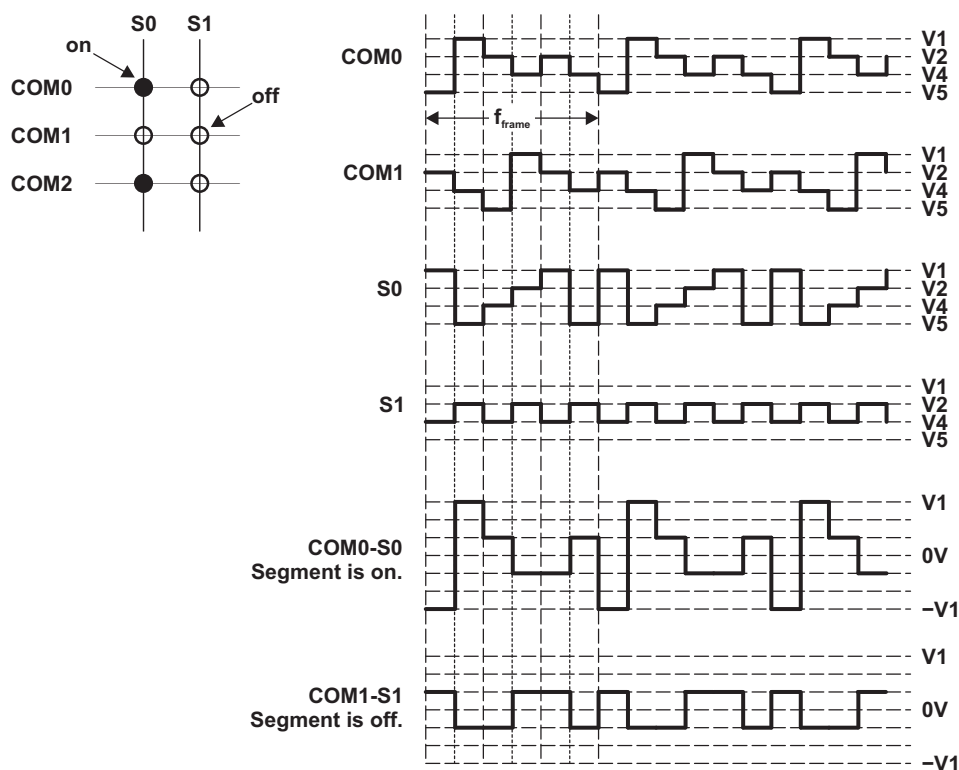 S0 S1
on
COM0
off
COM1
COM2
COM0
V1
V2
V4
V5
fframe
COM1
V1
V2
V4
V5
S0
V1
V2
V4
V5
S1
V1
V2
V4
V5
COM0-S0
Segment is on.
V1
0V
−V1
COM1-S1
Segment is off.
V1
0V
−V1